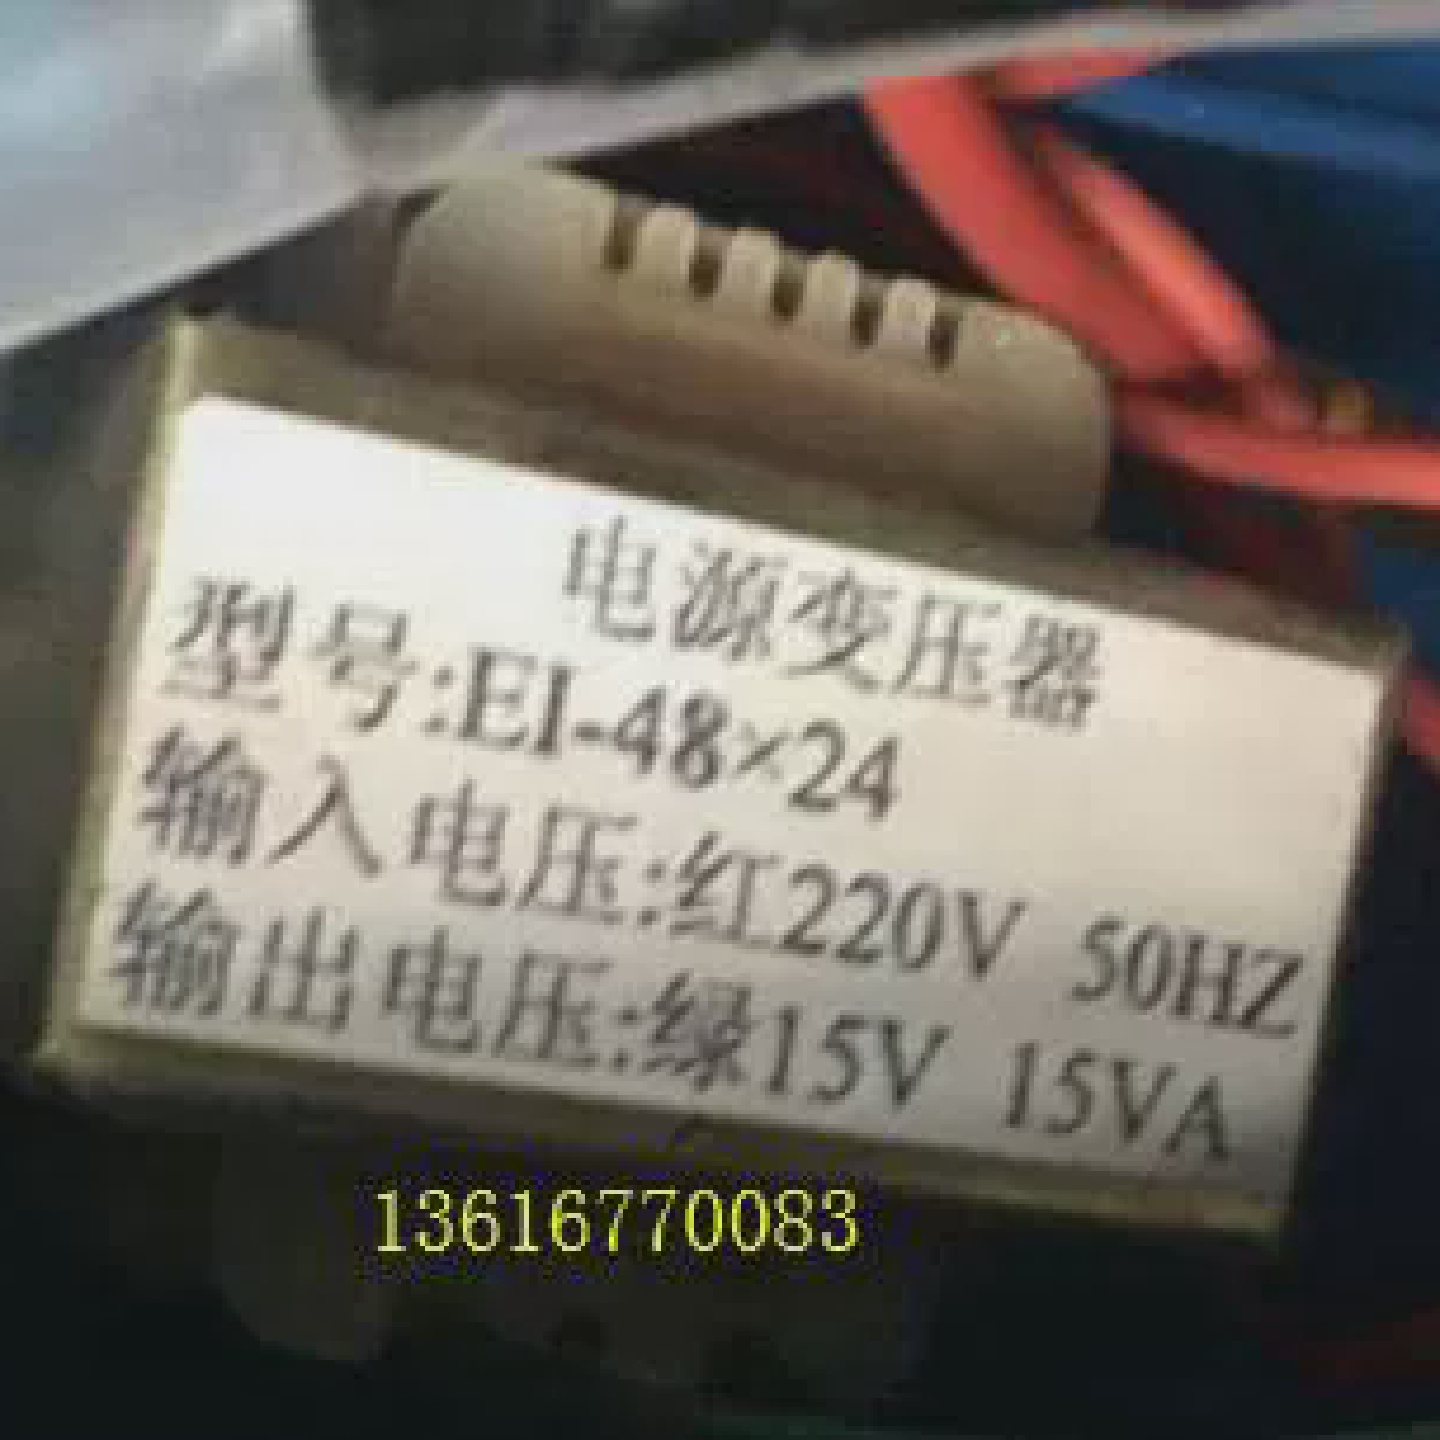 电源变压器
型号:EI-48×24
输入电压:红220V 50HZ
输出电压:绿15V 15VA
13616770083